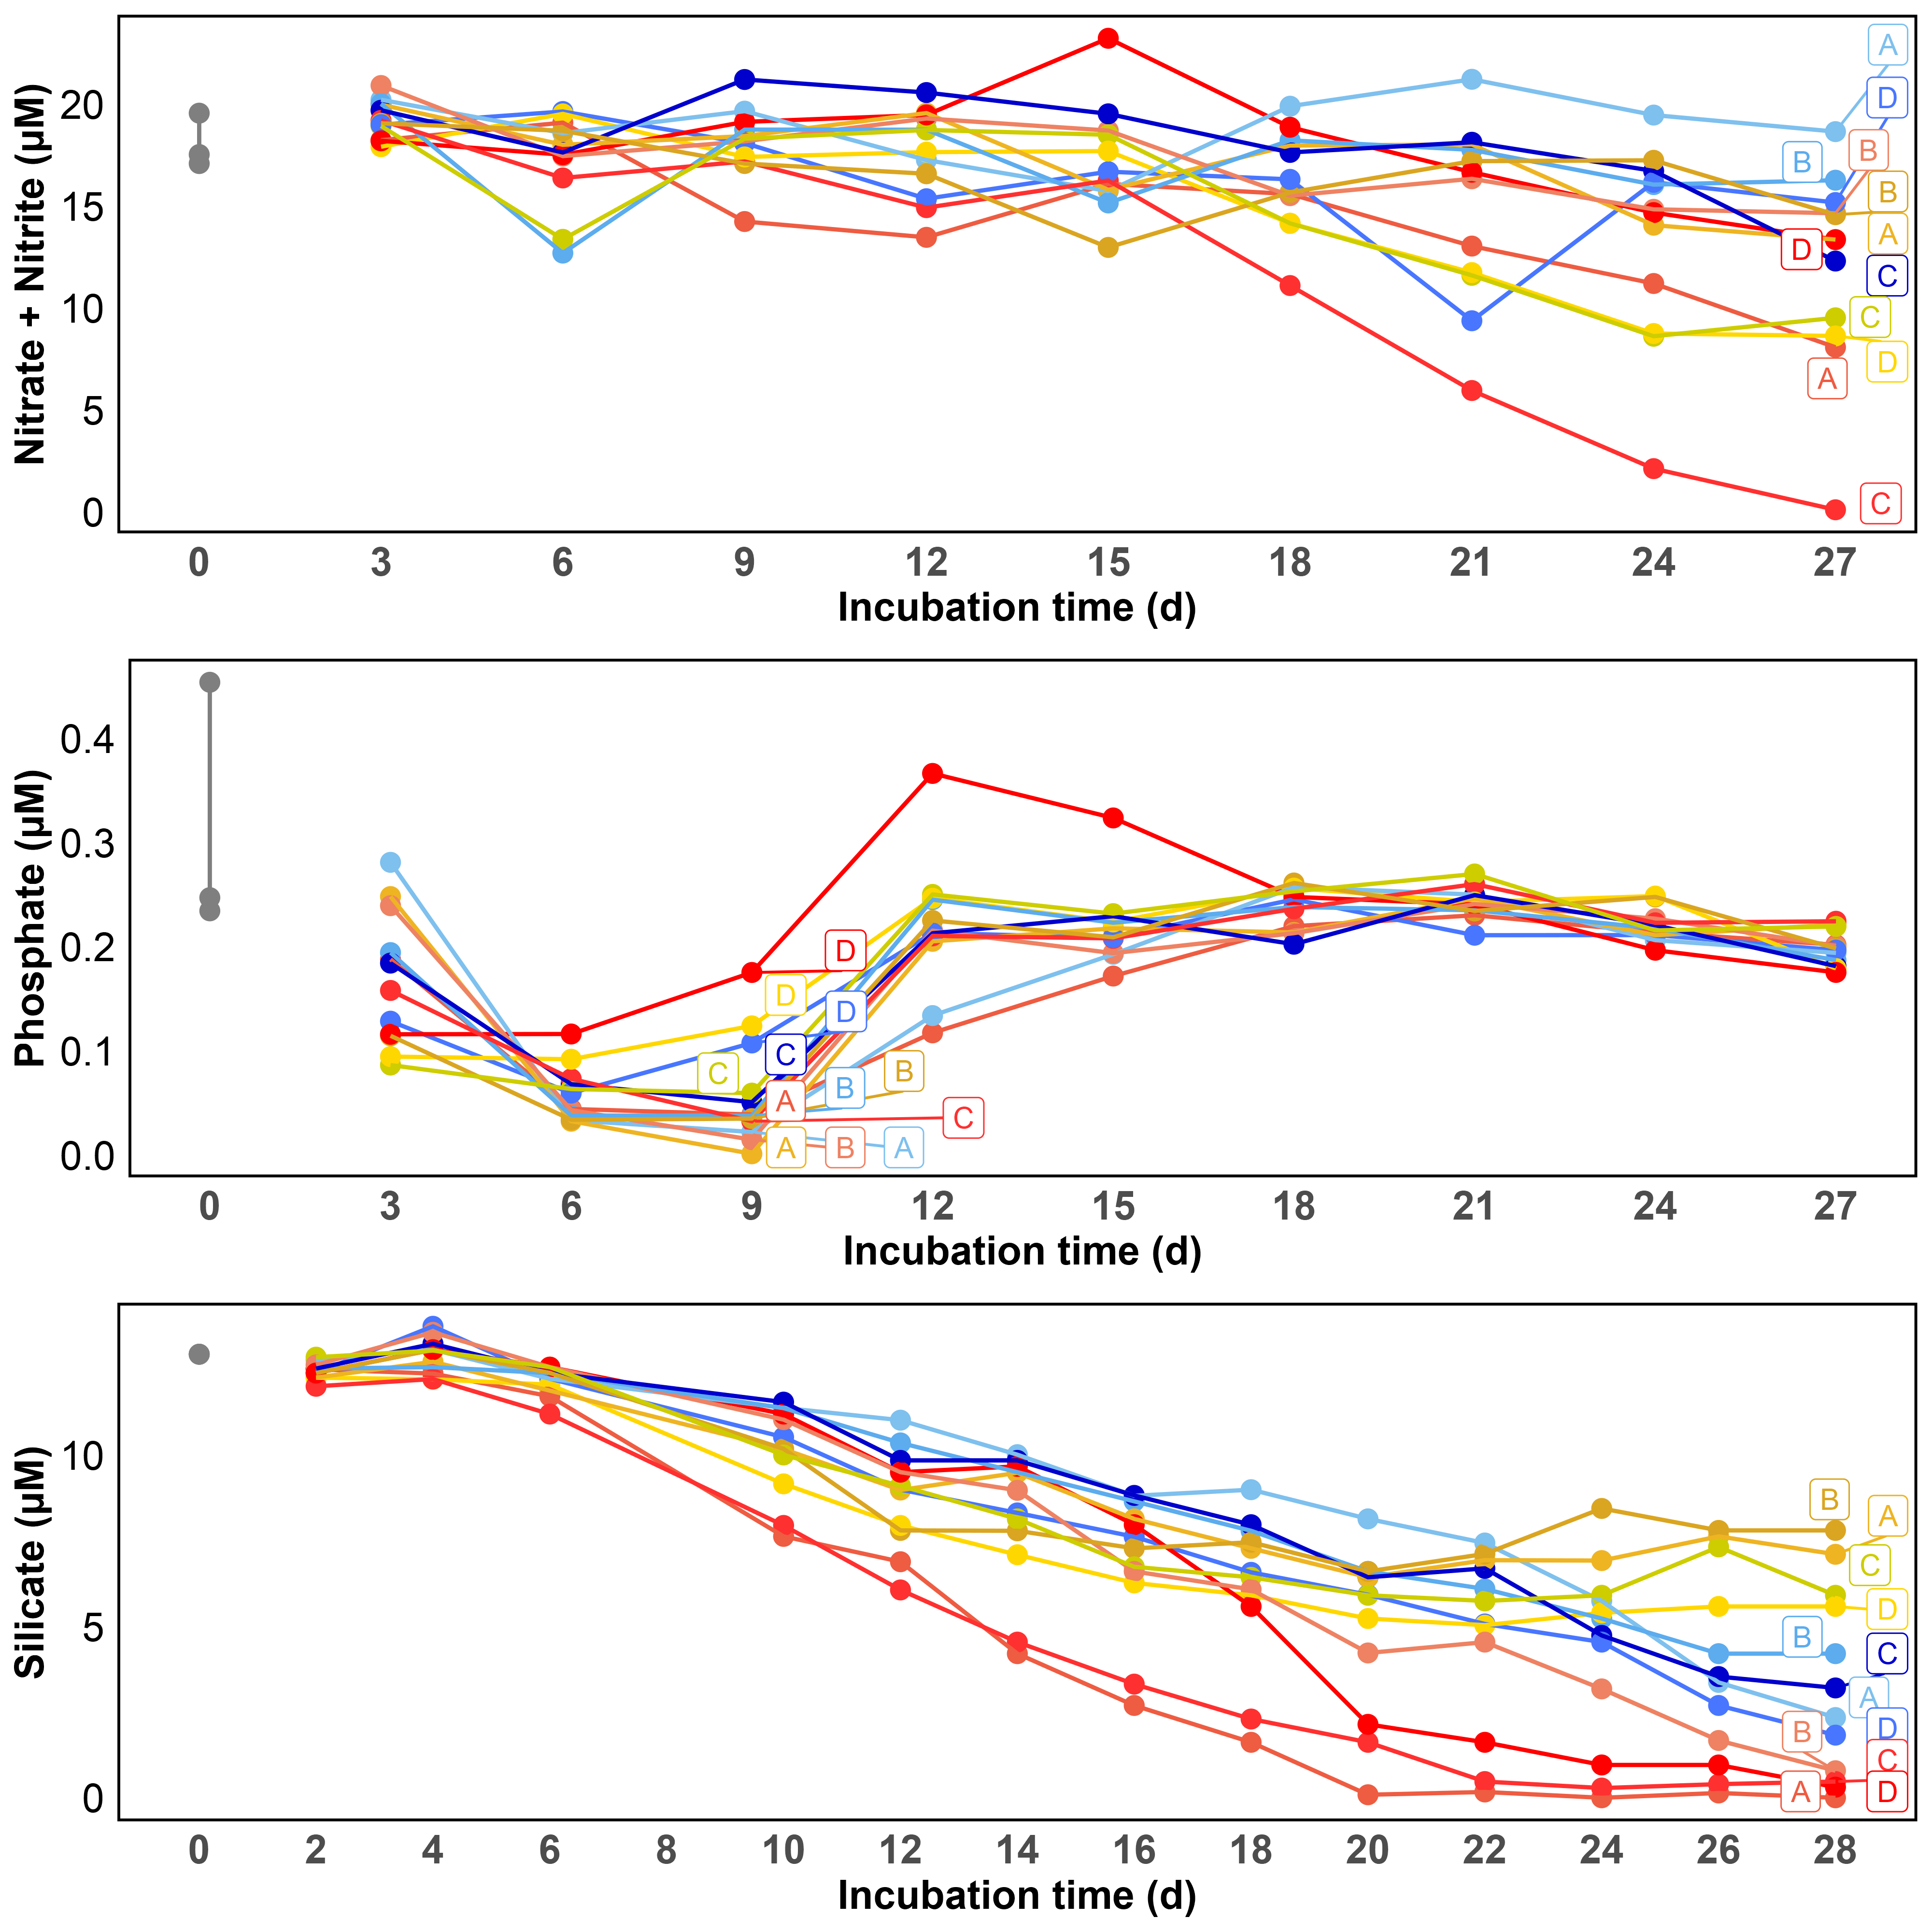 Nitrate + Nitrite (µM)
20
15
10
5
0
A
D
B
B
B
A
D
C
C
D
A
C
0 3 6 9 12 15 18 21 24 27
Incubation time (d)
Phosphate (µM)
0.4
0.3
0.2
0.1
0.0
D
D
D
C
C
B
B
A
C
A
B
A
0 3 6 9 12 15 18 21 24 27
Incubation time (d)
Silicate (µM)
10
5
0
B
A
C
D
B
C
A
D
B
C
A
D
0 2 4 6 8 10 12 14 16 18 20 22 24 26 28
Incubation time (d)